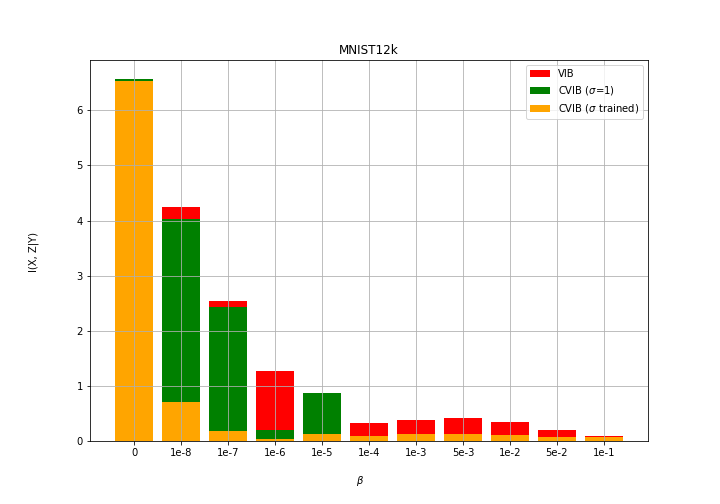 MNIST12k
VIB
CVIB (σ=1)
CVIB (σ trained)
I(X, Z|Y)
6
5
4
3
2
1
0
0 1e-8 1e-7 1e-6 1e-5 1e-4 1e-3 5e-3 1e-2 5e-2 1e-1
β